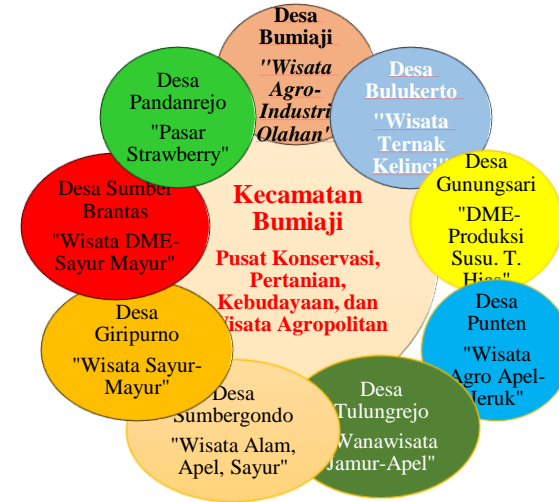 Desa
Bumiaji
"Wisata
Agro-
Industri
Olahan"
Desa
Bulukerto
"Wisata
Ternak
Kelinci"
Desa
Gunungsari
"DME-
Produksi
Susu. T.
Hias"
Desa
Punten
"Wisata
Agro Apel-
Jeruk"
Desa
Tulungrejo
"Wanawisata
Jamur-Apel"
Desa
Sumbergondo
"Wisata Alam,
Apel, Sayur"
Desa
Giripurno
"Wisata Sayur-
Mayur"
Desa Sumber
Brantas
"Wisata DME-
Sayur Mayur"
Desa
Pandanrejo
"Pasar
Strawberry"
Kecamatan
Bumiaji
Pusat Konservasi,
Pertanian,
Kebudayaan, dan
Wisata Agropolitan